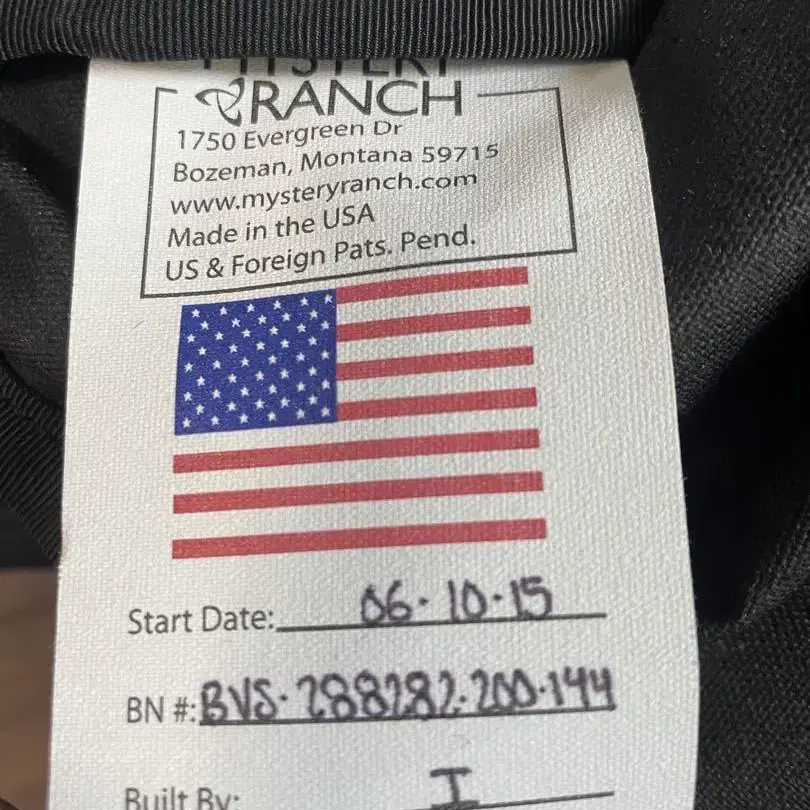 MYSTERY
RANCH
1750 Evergreen Dr
Bozeman, Montana 59715
www.mysteryranch.com
Made in the USA
US & Foreign Pats. Pend.
Start Date: 06-10-15
BN #: BVS-288282-200-144
Built By: I